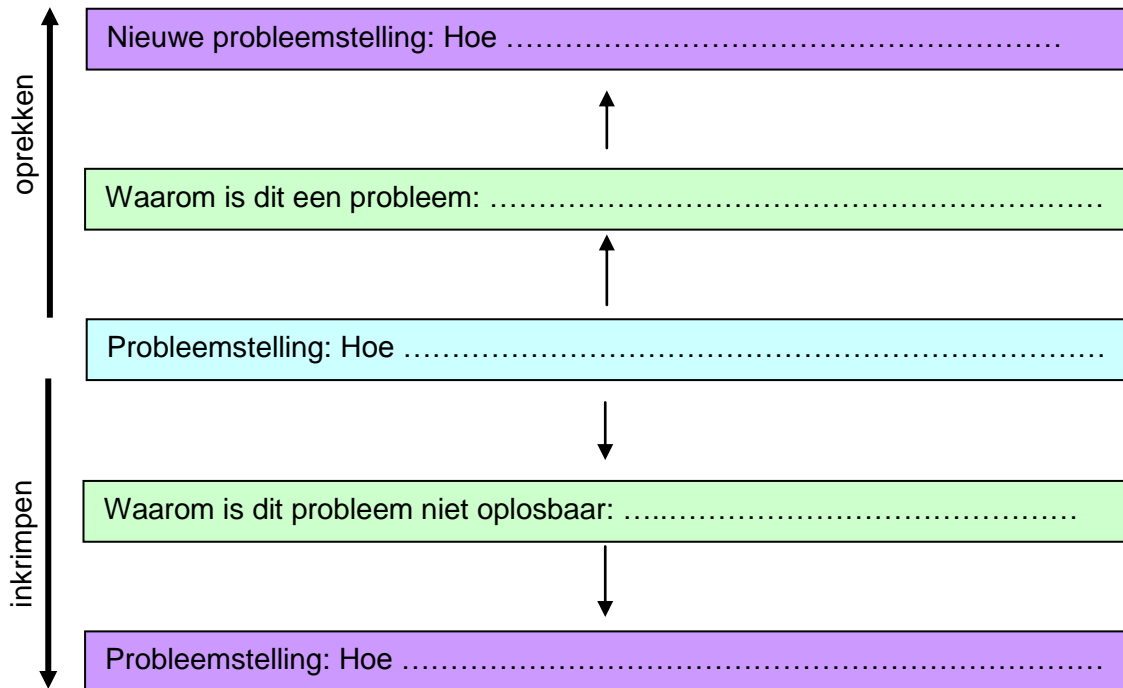 Nieuwe probleemstelling: Hoe ……………………………………………………………
oprekken
Waarom is dit een probleem: …………………………………………………………………
Probleemstelling: Hoe ……………………………………………………………………………
inkrimpen
Waarom is dit probleem niet oplosbaar: …..……………………………………………
Probleemstelling: Hoe ……………………………………………………………………………